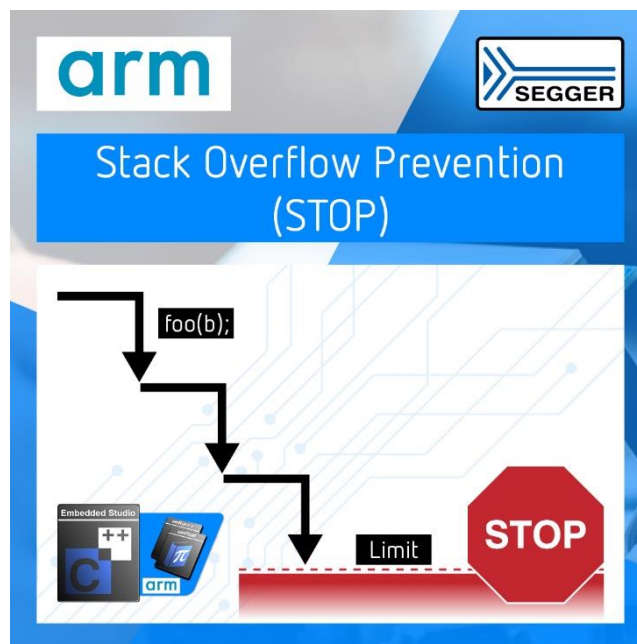 arm
SEGGER
Stack Overflow Prevention
(STOP)
foo(b);
Embedded Studio
++
C
π
arm
Limit
STOP